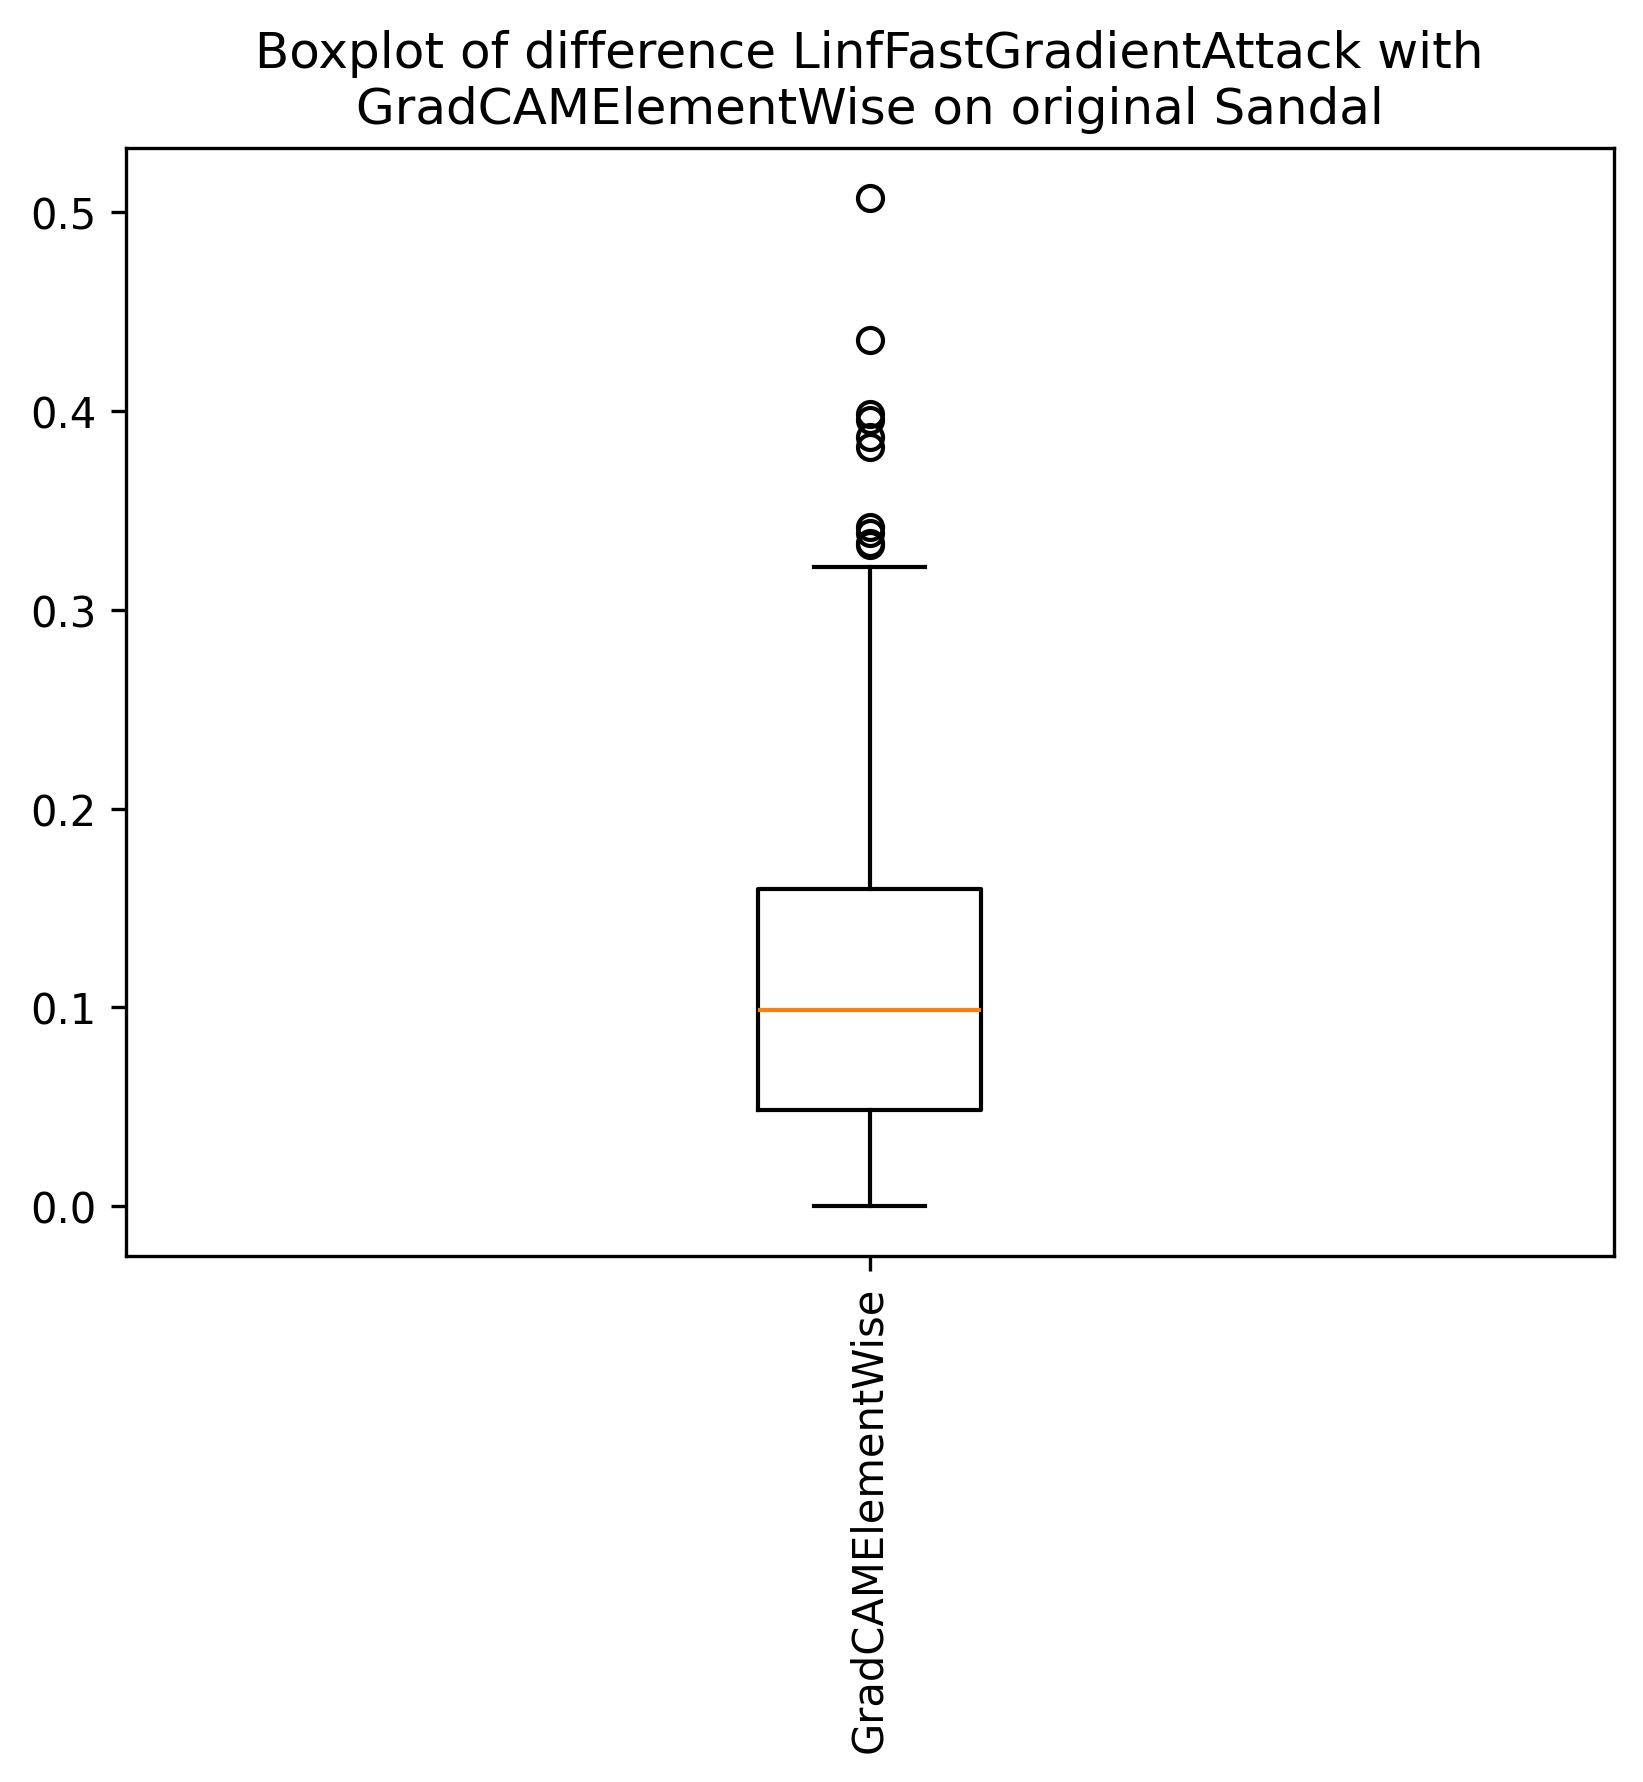 Boxplot of difference LinfFastGradientAttack with
GradCAMElementWise on original Sandal
0.5
0.4
0.3
0.2
0.1
0.0
GradCAMElementWise